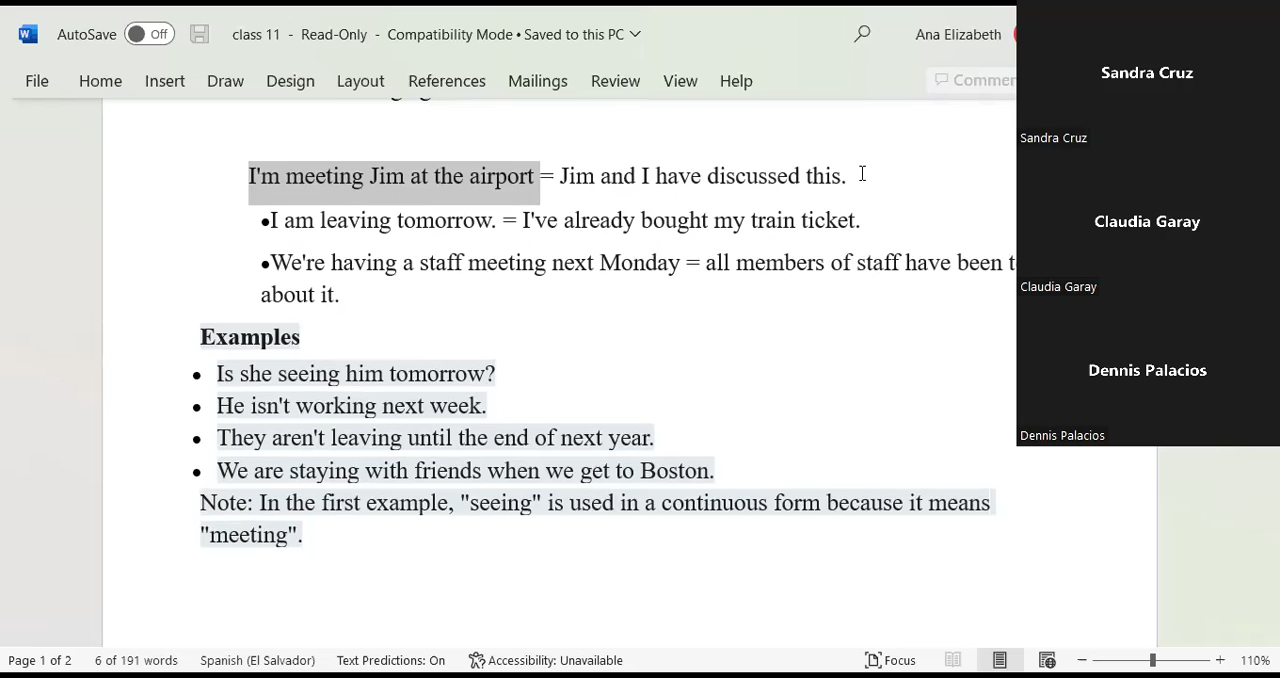 AutoSave Off class 11 - Read-Only - Compatibility Mode • Saved to this PC Ana Elizabeth
File Home Insert Draw Design Layout References Mailings Review View Help
I'm meeting Jim at the airport = Jim and I have discussed this.
•I am leaving tomorrow. = I've already bought my train ticket.
•We're having a staff meeting next Monday = all members of staff have been
about it.
Examples
• Is she seeing him tomorrow?
• He isn't working next week.
• They aren't leaving until the end of next year.
• We are staying with friends when we get to Boston.
Note: In the first example, "seeing" is used in a continuous form because it means
"meeting".
Page 1 of 2 6 of 191 words Spanish (El Salvador) Text Predictions: On Accessibility: Unavailable Focus 110%
Sandra Cruz
Sandra Cruz
Claudia Garay
Claudia Garay
Dennis Palacios
Dennis Palacios